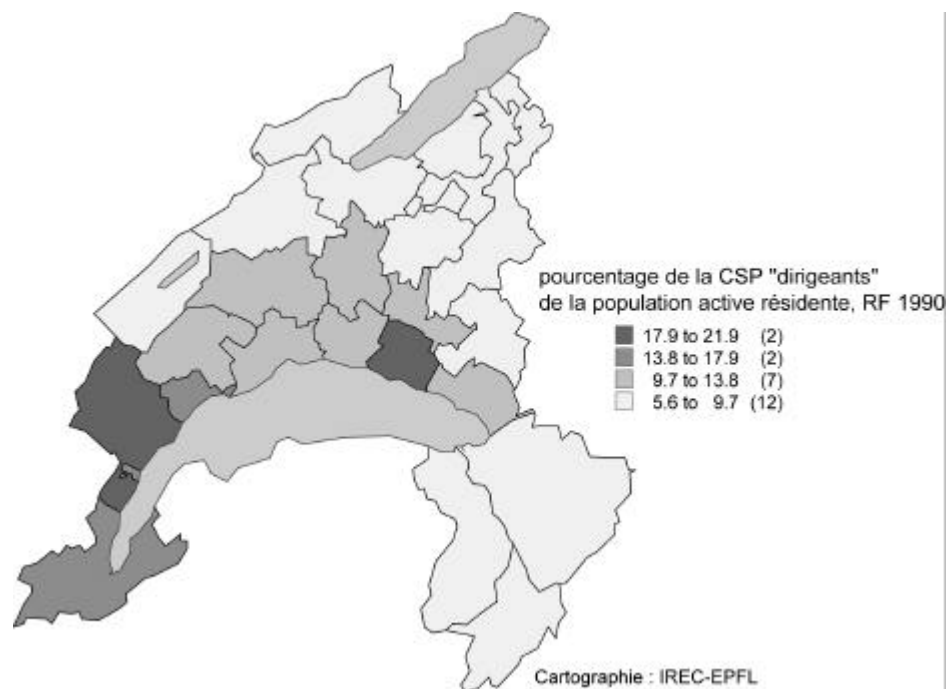 pourcentage de la CSP "dirigeants"
de la population active résidente, RF 1990
17.9 to 21.9 (2)
13.8 to 17.9 (2)
9.7 to 13.8 (7)
5.6 to 9.7 (12)
Cartographie : IREC-EPFL